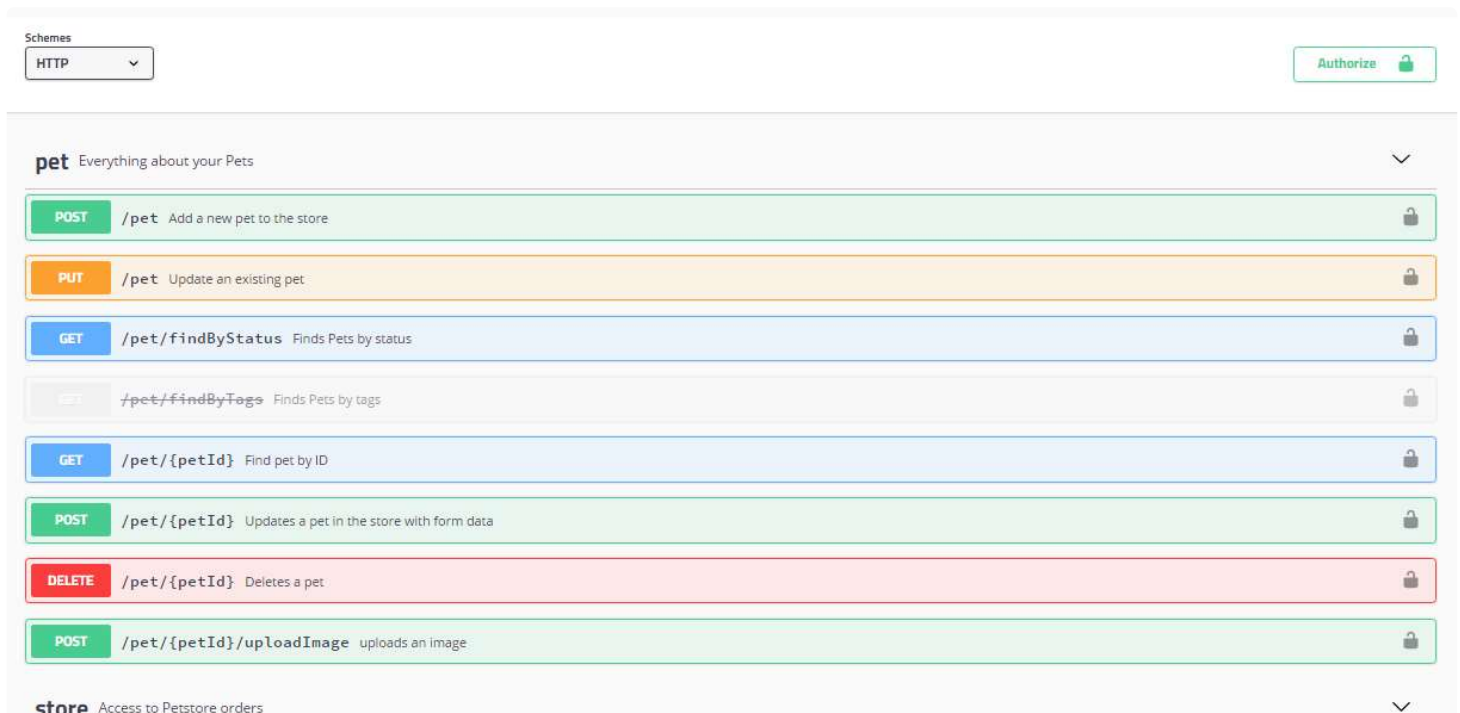 Schemes
HTTP
Authorize
pet Everything about your Pets
POST /pet Add a new pet to the store
PUT /pet Update an existing pet
GET /pet/findByStatus Finds Pets by status
GET /pet/findByTags Finds Pets by tags
GET /pet/{petId} Find pet by ID
POST /pet/{petId} Updates a pet in the store with form data
DELETE /pet/{petId} Deletes a pet
POST /pet/{petId}/uploadImage uploads an image
store Access to Petstore orders